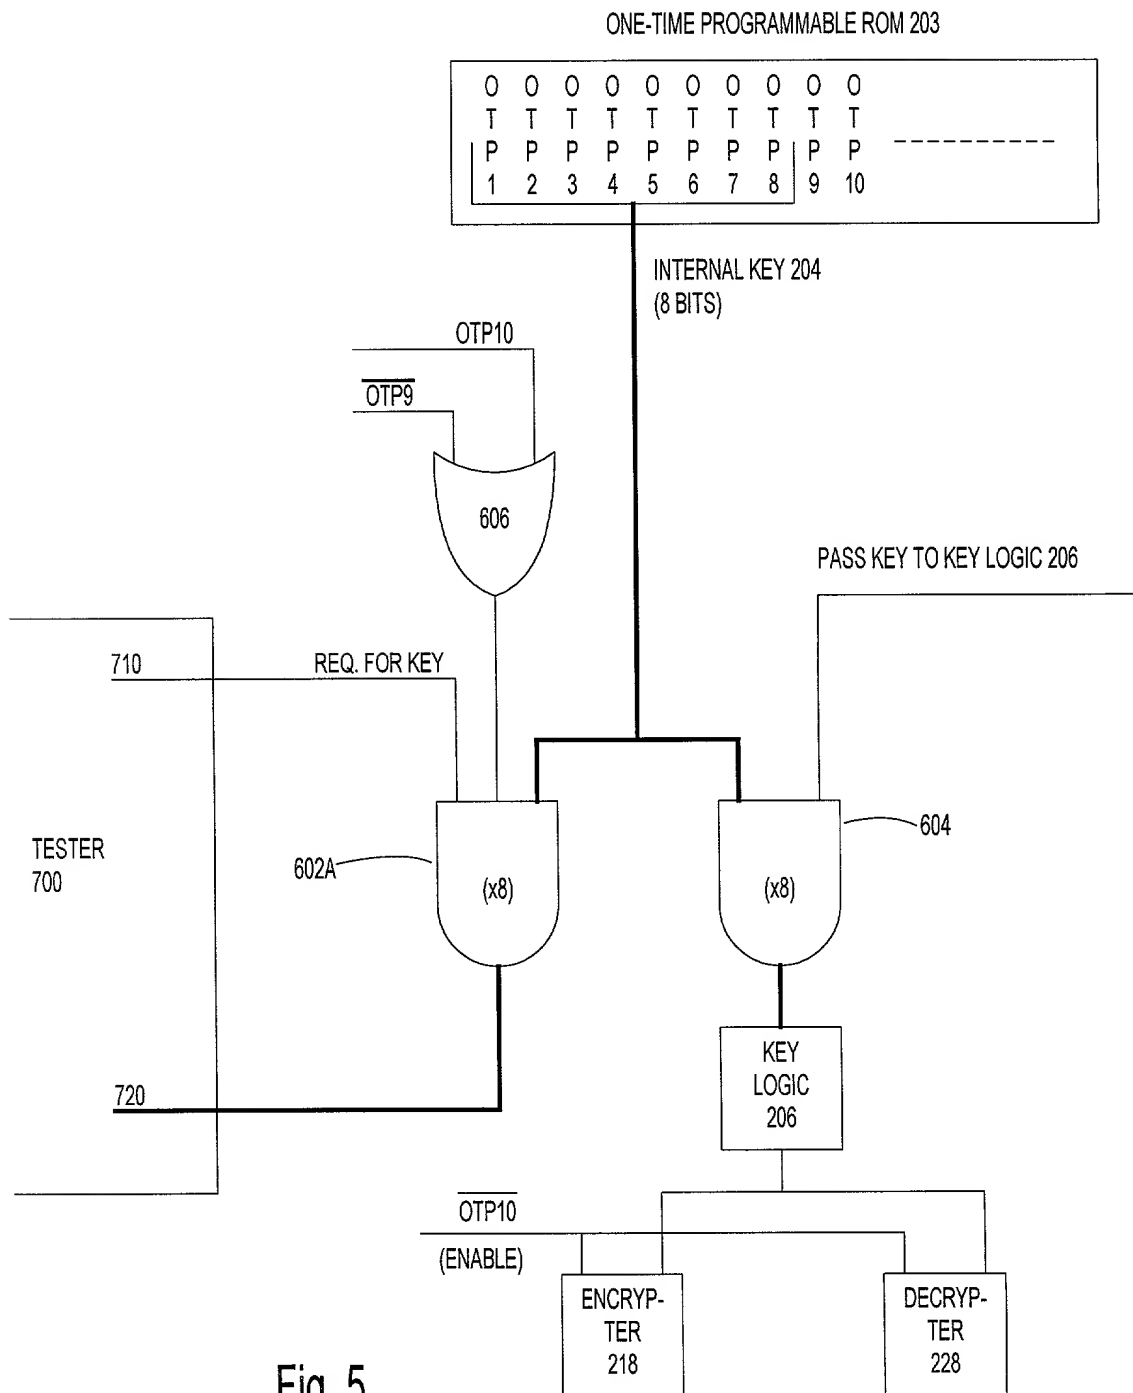 ONE-TIME PROGRAMMABLE ROM 203
O O O O O O O O O O
T T T T T T T T T T
P P P P P P P P P P
1 2 3 4 5 6 7 8 9 10
INTERNAL KEY 204
(8 BITS)
OTP10
OTP9
606
PASS KEY TO KEY LOGIC 206
710
REQ. FOR KEY
TESTER
700
602A
(x8)
(x8)
604
720
KEY
LOGIC
206
OTP10
(ENABLE)
ENCRYP-
TER
218
DECRYP-
TER
228
Fig. 5